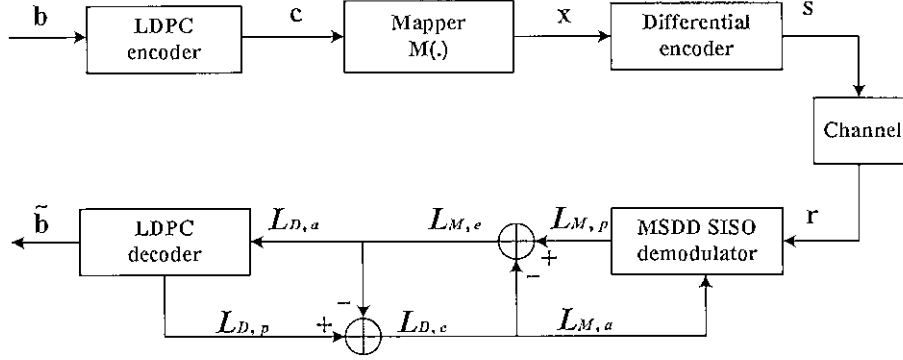 b
LDPC
encoder
c
Mapper
M(.)
x
Differential
encoder
s
Channel
b̃
LDPC
decoder
L_{D,a}
L_{M,e}
L_{M,p}
+
−
MSDD SISO
demodulator
r
L_{D,p}
+
−
L_{D,e}
L_{M,a}